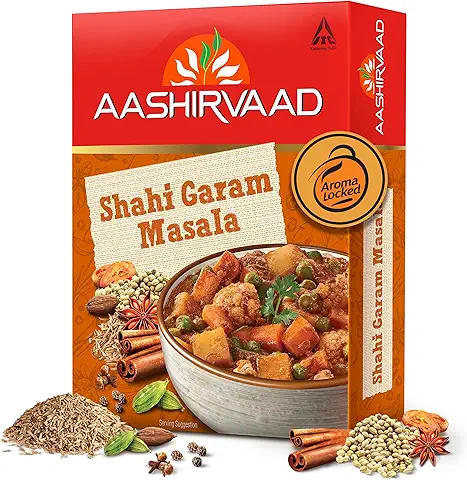 AASHIRVAAD
Shahi Garam
Masala
Aroma
Locked
Serving Suggestion
AASHIRVAAD
Shahi Garam Masala